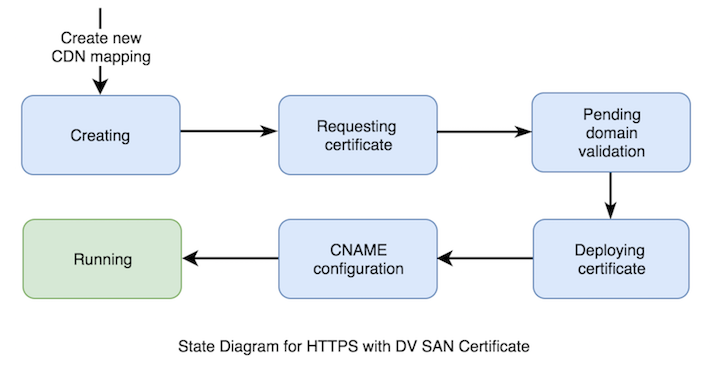 Create new
CDN mapping
Creating
Requesting
certificate
Pending
domain
validation
Deploying
certificate
CNAME
configuration
Running
State Diagram for HTTPS with DV SAN Certificate